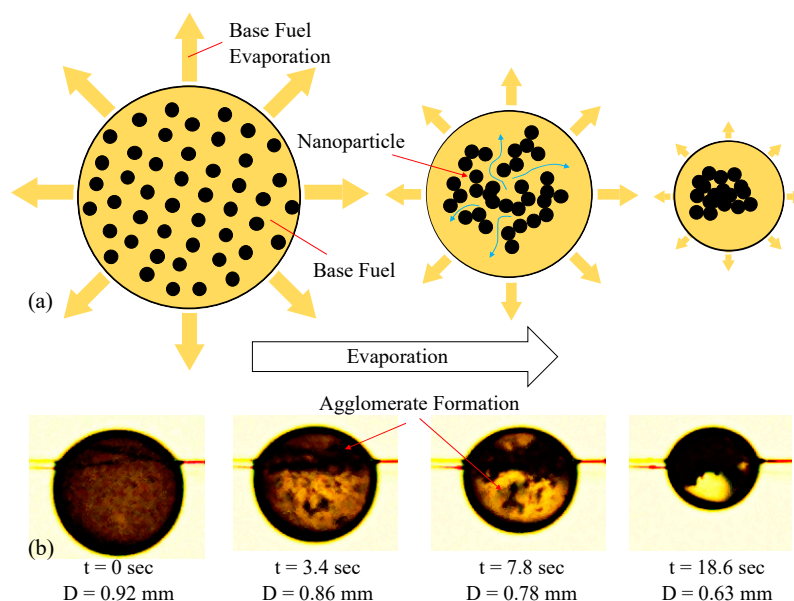 Base Fuel
Evaporation
Nanoparticle
Base Fuel
(a)
Evaporation
Agglomerate Formation
(b)
t = 0 sec
D = 0.92 mm
t = 3.4 sec
D = 0.86 mm
t = 7.8 sec
D = 0.78 mm
t = 18.6 sec
D = 0.63 mm